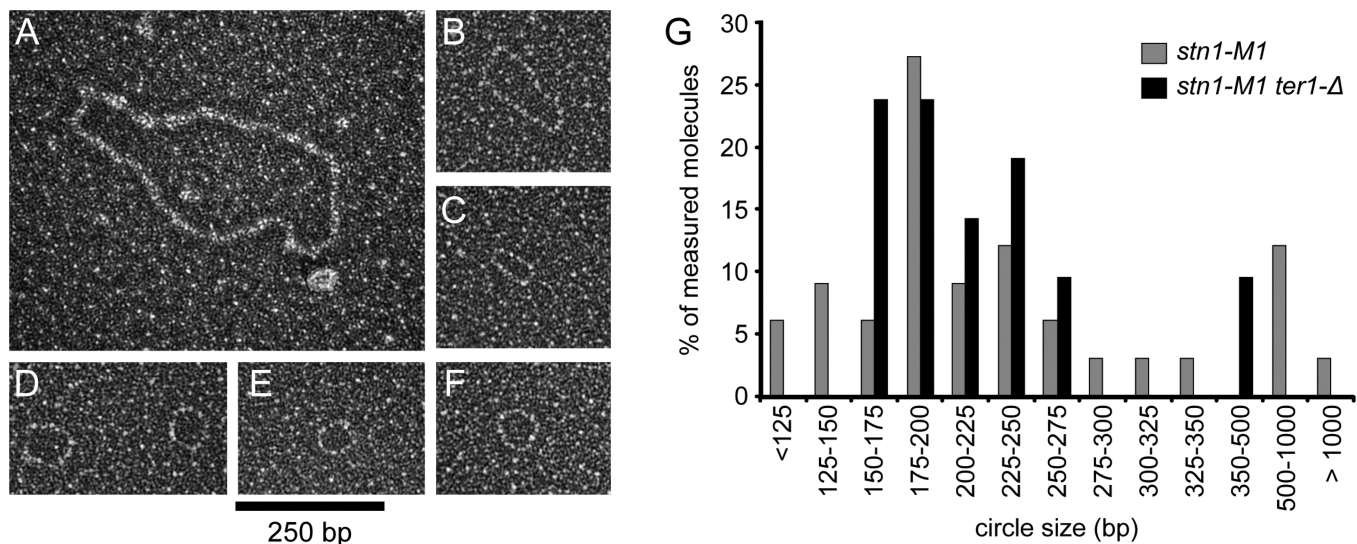 A
B
C
D
E
F
250 bp
G
stn1-M1
stn1-M1 ter1-Δ
% of measured molecules
30
25
20
15
10
5
0
<125
125-150
150-175
175-200
200-225
225-250
250-275
275-300
300-325
325-350
350-500
500-1000
> 1000
circle size (bp)